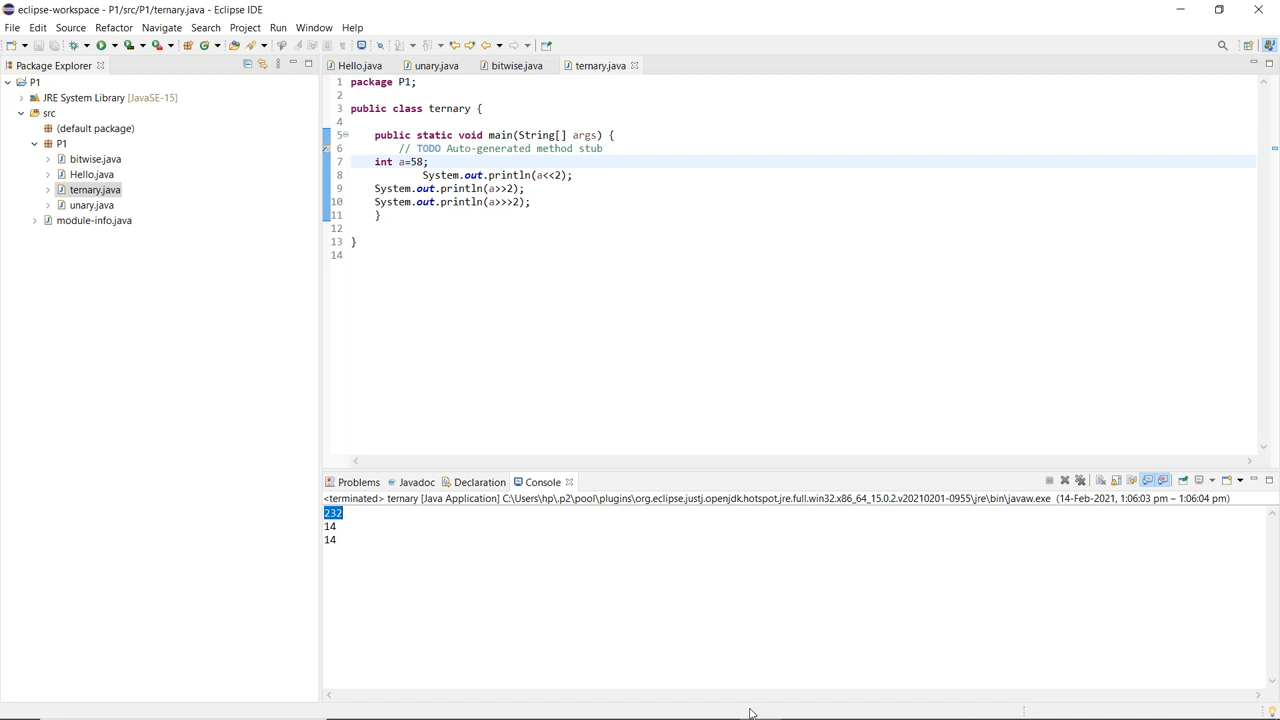 eclipse-workspace - P1/src/P1/ternary.java - Eclipse IDE
File Edit Source Refactor Navigate Search Project Run Window Help
Package Explorer
P1
JRE System Library [JavaSE-15]
src
(default package)
P1
bitwise.java
Hello.java
ternary.java
unary.java
module-info.java
Hello.java unary.java bitwise.java ternary.java
1 package P1;
2
3 public class ternary {
4
5 public static void main(String[] args) {
6 // TODO Auto-generated method stub
7 int a=58;
8 System.out.println(a<<2);
9 System.out.println(a>>2);
10 System.out.println(a>>>2);
11 }
12
13 }
14
Problems Javadoc Declaration Console
<terminated> ternary [Java Application] C:\Users\hp\.p2\pool\plugins\org.eclipse.justj.openjdk.hotspot.jre.full.win32.x86_64_15.0.2.v20210201-0955\jre\bin\javaw.exe (14-Feb-2021, 1:06:03 pm – 1:06:04 pm)
232
14
14